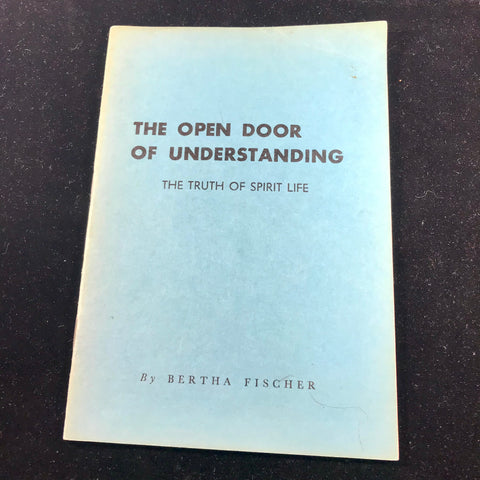 THE OPEN DOOR
OF UNDERSTANDING
THE TRUTH OF SPIRIT LIFE
By BERTHA FISCHER